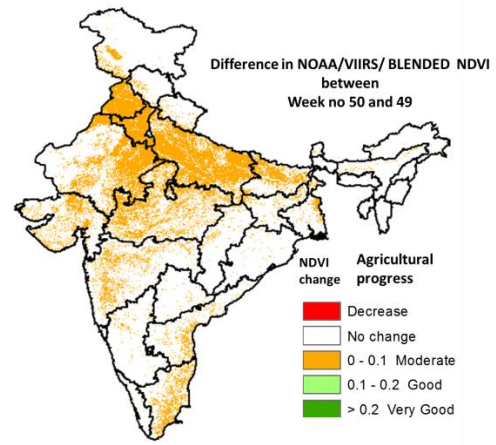 Difference in NOAA/VIIRS/ BLENDED NDVI
between
Week no 50 and 49
NDVI change
Agricultural progress
Decrease
No change
0 - 0.1 Moderate
0.1 - 0.2 Good
> 0.2 Very Good